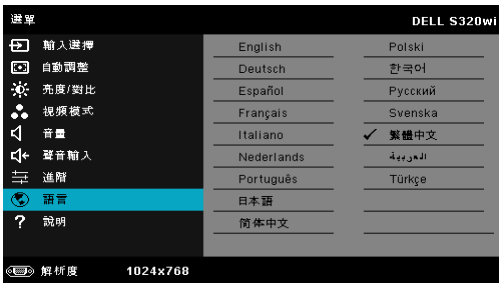 選單 DELL S320wi
輸入選擇
自動調整
亮度/對比
視頻模式
音量
聲音輸入
進階
語言
說明
English
Deutsch
Español
Français
Italiano
Nederlands
Português
日本語
简体中文
Polski
한국어
Русский
Svenska
繁體中文
العربية
Türkçe
解析度 1024x768